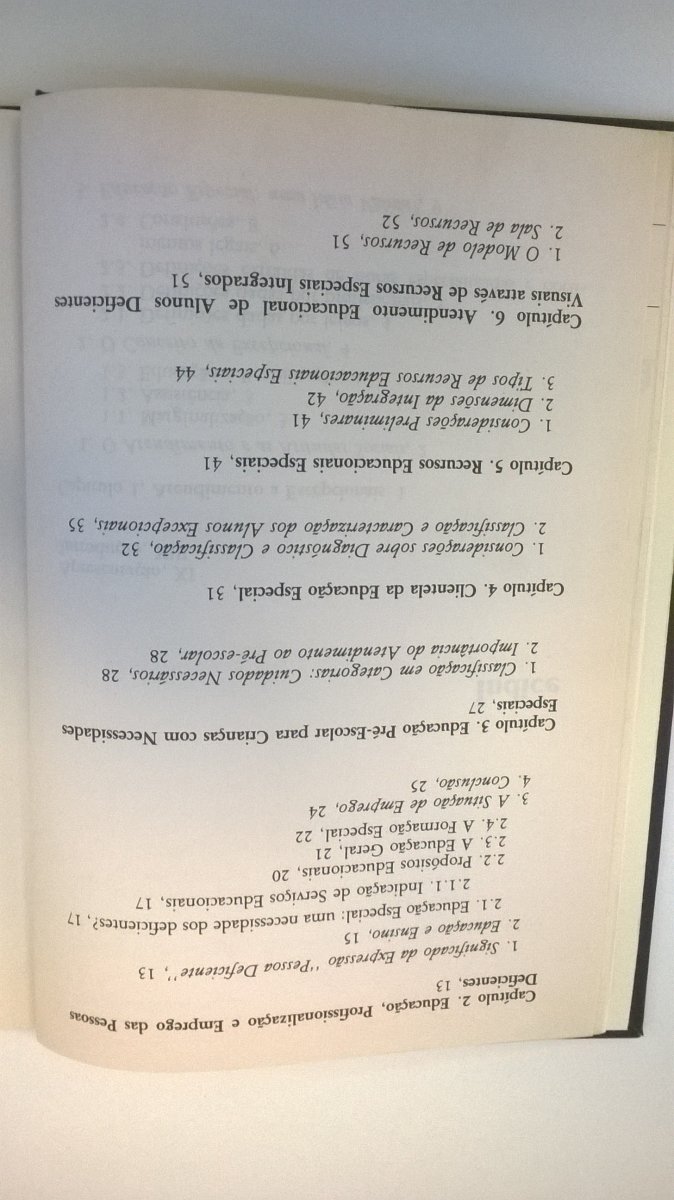 Capítulo 2. Educação, Profissionalização e Emprego das Pessoas
Deficientes, 13
1. Significado da Expressão "Pessoa Deficiente", 13
2. Educação e Ensino, 15
2.1. Educação Especial: uma necessidade dos deficientes?, 17
2.1.1. Indicação de Serviços Educacionais, 17
2.2. Propósitos Educacionais, 20
2.3. A Educação Geral, 21
2.4. A Formação Especial, 22
3. A Situação de Emprego, 24
4. Conclusão, 25
Capítulo 3. Educação Pré-Escolar para Crianças com Necessidades
Especiais, 27
1. Classificação em Categorias: Cuidados Necessários, 28
2. Importância do Atendimento ao Pré-escolar, 28
Capítulo 4. Clientela da Educação Especial, 31
1. Considerações sobre Diagnóstico e Classificação, 32
2. Classificação e Caracterização dos Alunos Excepcionais, 35
Capítulo 5. Recursos Educacionais Especiais, 41
1. Considerações Preliminares, 41
2. Dimensões da Integração, 42
3. Tipos de Recursos Educacionais Especiais, 44
Capítulo 6. Atendimento Educacional de Alunos Deficientes
Visuais através de Recursos Especiais Integrados, 51
1. O Modelo de Recursos, 51
2. Sala de Recursos, 52